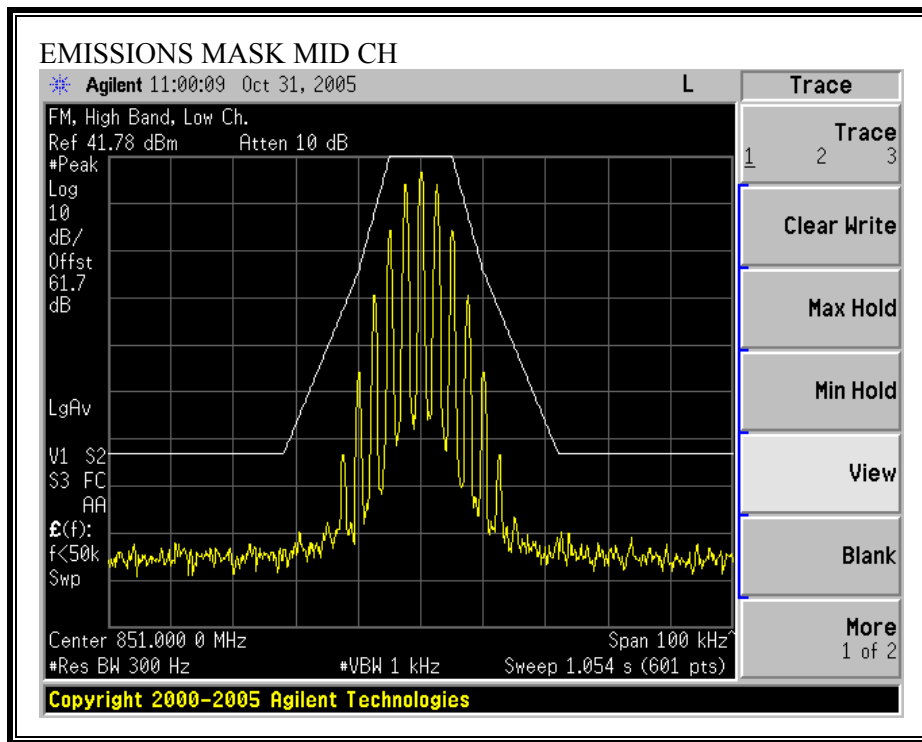 EMISSIONS MASK MID CH
Agilent 11:00:09 Oct 31, 2005 L
FM, High Band, Low Ch.
Ref 41.78 dBm Atten 10 dB
#Peak
Log
10
dB/
Offst
61.7
dB
LgAv
V1 S2
S3 FC
AA
£(f):
f<50k
Swp
Center 851.000 0 MHz Span 100 kHz^
#Res BW 300 Hz #VBW 1 kHz Sweep 1.054 s (601 pts)
Copyright 2000-2005 Agilent Technologies
Trace
Trace
1 2 3
Clear Write
Max Hold
Min Hold
View
Blank
More
1 of 2